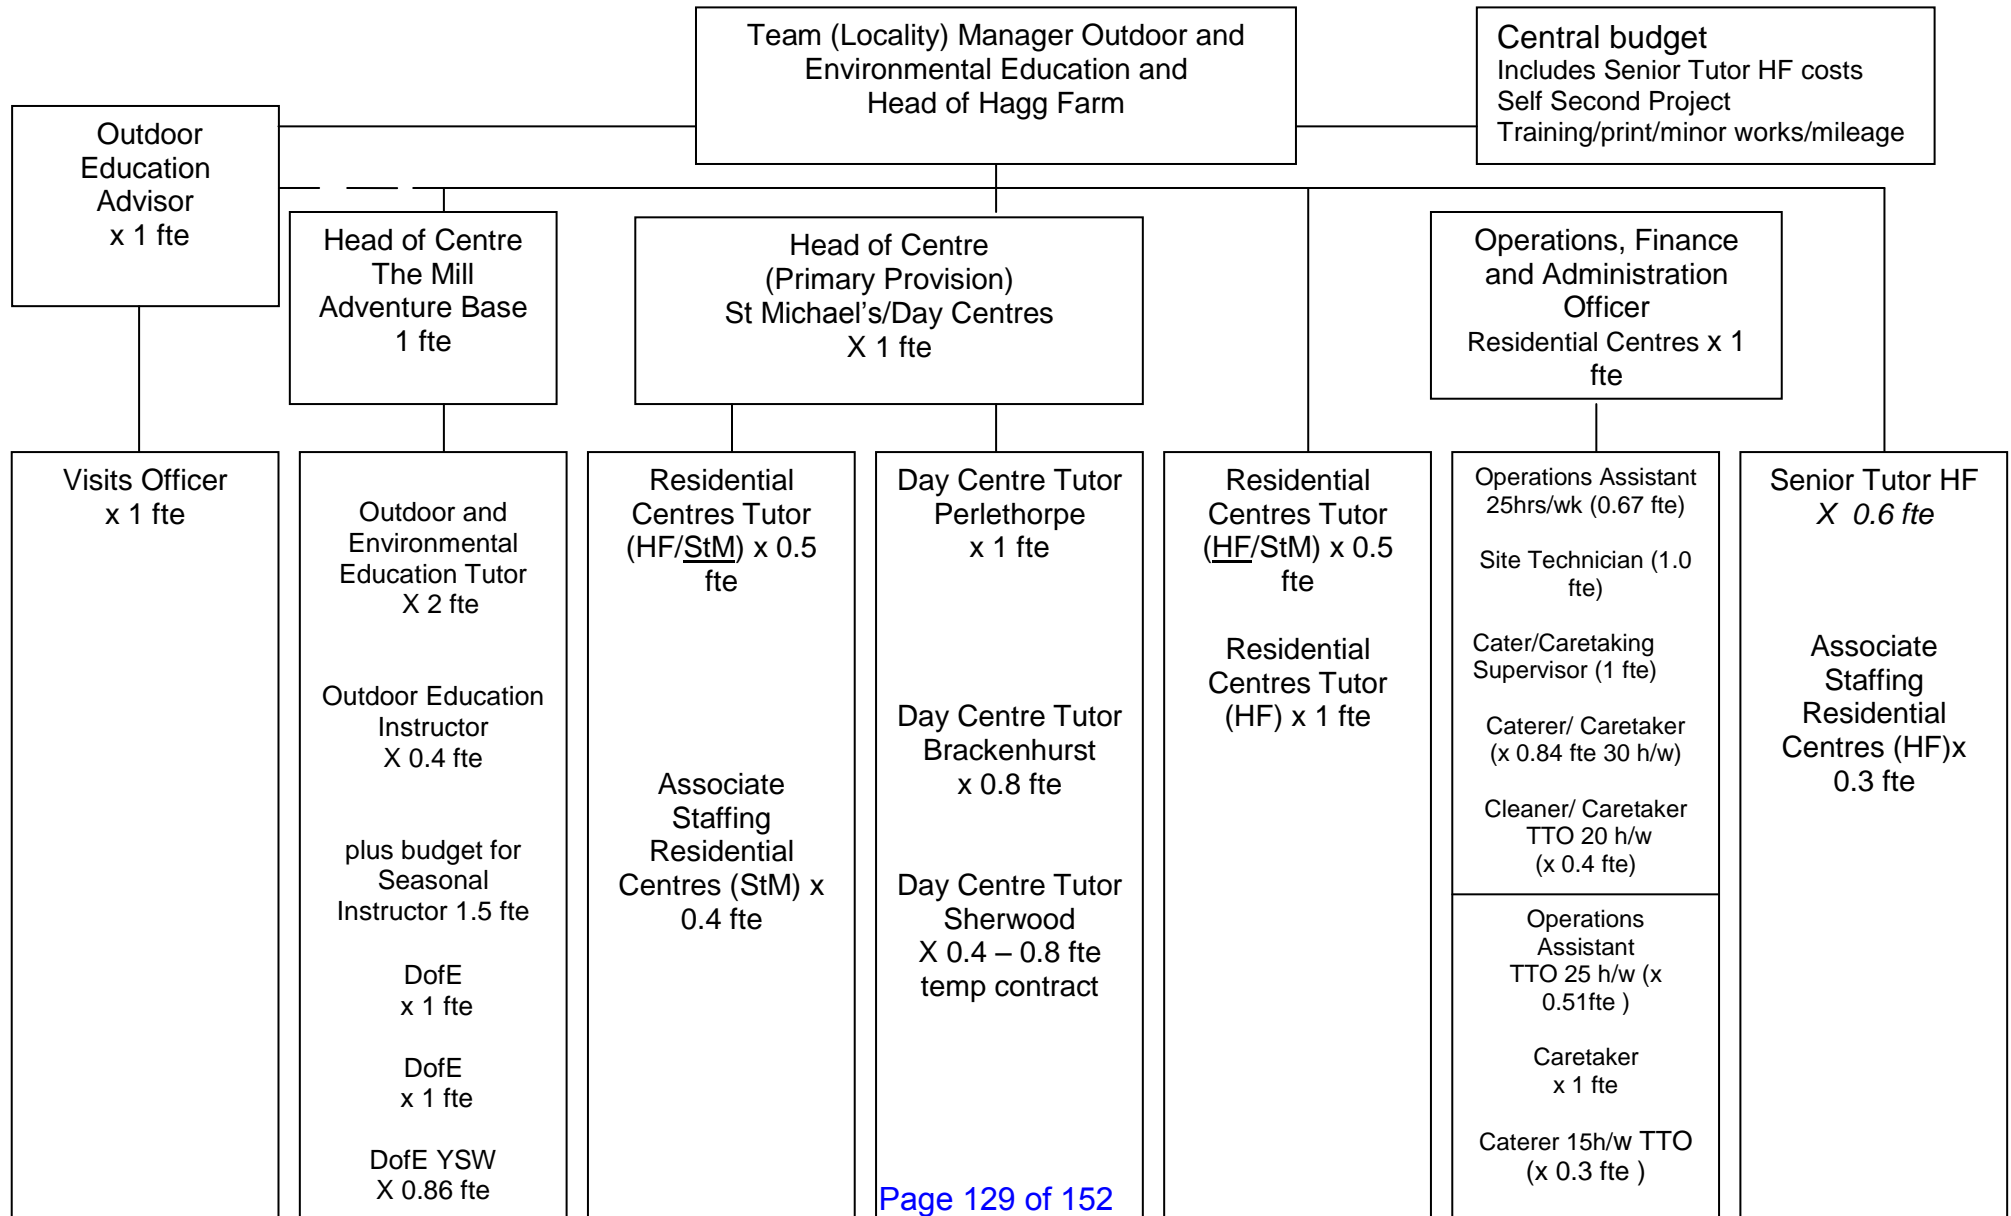 Team (Locality) Manager Outdoor and
Environmental Education and
Head of Hagg Farm
Central budget
Includes Senior Tutor HF costs
Self Second Project
Training/print/minor works/mileage
Outdoor
Education
Advisor
x 1 fte
Head of Centre
The Mill
Adventure Base
1 fte
Head of Centre
(Primary Provision)
St Michael's/Day Centres
X 1 fte
Operations, Finance
and Administration
Officer
Residential Centres x 1
fte
Visits Officer
x 1 fte
Outdoor and
Environmental
Education Tutor
X 2 fte
Outdoor Education
Instructor
X 0.4 fte
plus budget for
Seasonal
Instructor 1.5 fte
DofE
x 1 fte
DofE
x 1 fte
DofE YSW
X 0.86 fte
Residential
Centres Tutor
(HF/StM) x 0.5
fte
Associate
Staffing
Residential
Centres (StM) x
0.4 fte
Day Centre Tutor
Perlethorpe
x 1 fte
Day Centre Tutor
Brackenhurst
x 0.8 fte
Day Centre Tutor
Sherwood
X 0.4 – 0.8 fte
temp contract
Residential
Centres Tutor
(HF/StM) x 0.5
fte
Residential
Centres Tutor
(HF) x 1 fte
Operations Assistant
25hrs/wk (0.67 fte)
Site Technician (1.0
fte)
Cater/Caretaking
Supervisor (1 fte)
Caterer/ Caretaker
(x 0.84 fte 30 h/w)
Cleaner/ Caretaker
TTO 20 h/w
(x 0.4 fte)
Operations
Assistant
TTO 25 h/w (x
0.51fte )
Caretaker
x 1 fte
Caterer 15h/w TTO
(x 0.3 fte )
Senior Tutor HF
X 0.6 fte
Associate
Staffing
Residential
Centres (HF)x
0.3 fte
Page 129 of 152